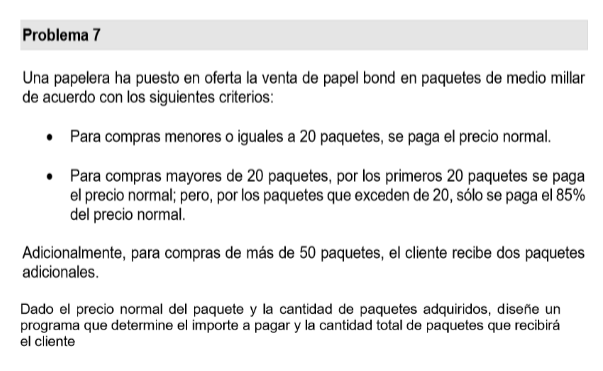 Problema 7
Una papelera ha puesto en oferta la venta de papel bond en paquetes de medio millar
de acuerdo con los siguientes criterios:
• Para compras menores o iguales a 20 paquetes, se paga el precio normal.
• Para compras mayores de 20 paquetes, por los primeros 20 paquetes se paga
el precio normal; pero, por los paquetes que exceden de 20, sólo se paga el 85%
del precio normal.
Adicionalmente, para compras de más de 50 paquetes, el cliente recibe dos paquetes
adicionales.
Dado el precio normal del paquete y la cantidad de paquetes adquiridos, diseñe un
programa que determine el importe a pagar y la cantidad total de paquetes que recibirá
el cliente